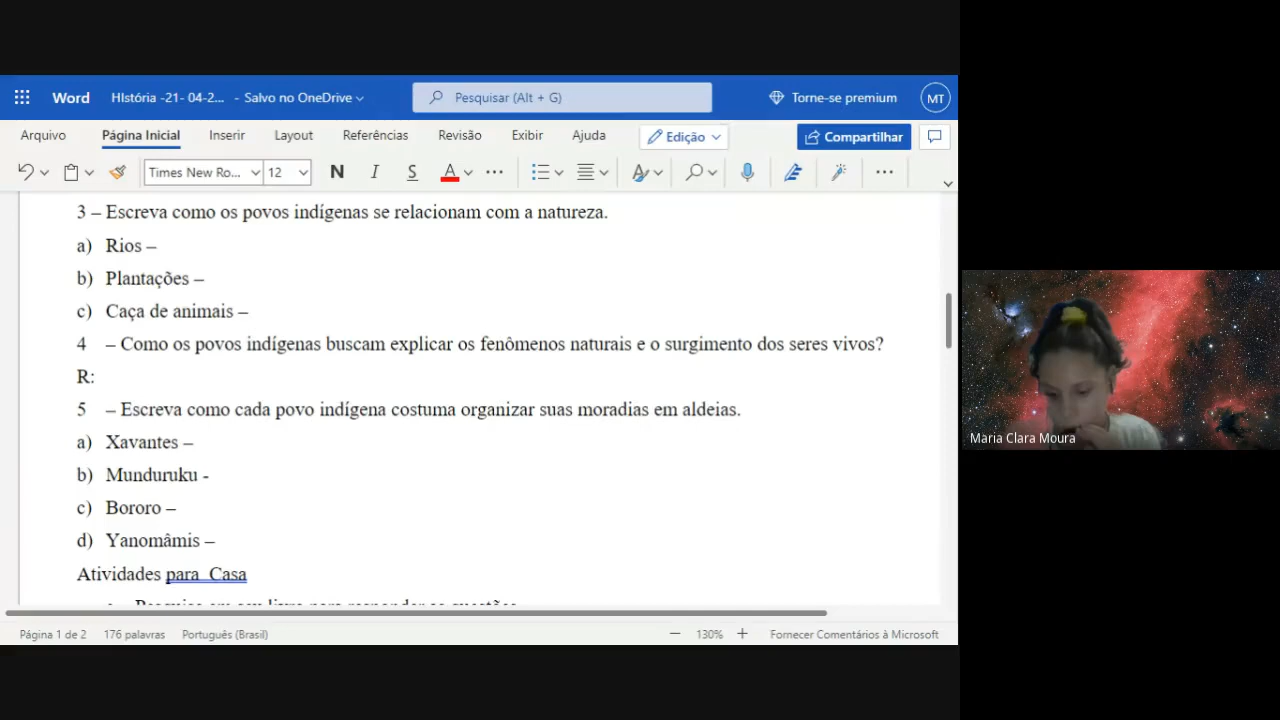 Word HIstória -21- 04-2... - Salvo no OneDrive Pesquisar (Alt + G) Torne-se premium MT
Arquivo Página Inicial Inserir Layout Referências Revisão Exibir Ajuda Edição Compartilhar
Times New Ro... 12 N I S A ...
3 – Escreva como os povos indígenas se relacionam com a natureza.
a) Rios –
b) Plantações –
c) Caça de animais –
4 – Como os povos indígenas buscam explicar os fenômenos naturais e o surgimento dos seres vivos?
R:
5 – Escreva como cada povo indígena costuma organizar suas moradias em aldeias.
a) Xavantes –
b) Munduruku -
c) Bororo –
d) Yanomâmis –
Atividades para Casa
Página 1 de 2 176 palavras Português (Brasil) — 130% + Fornecer Comentários à Microsoft
Maria Clara Moura